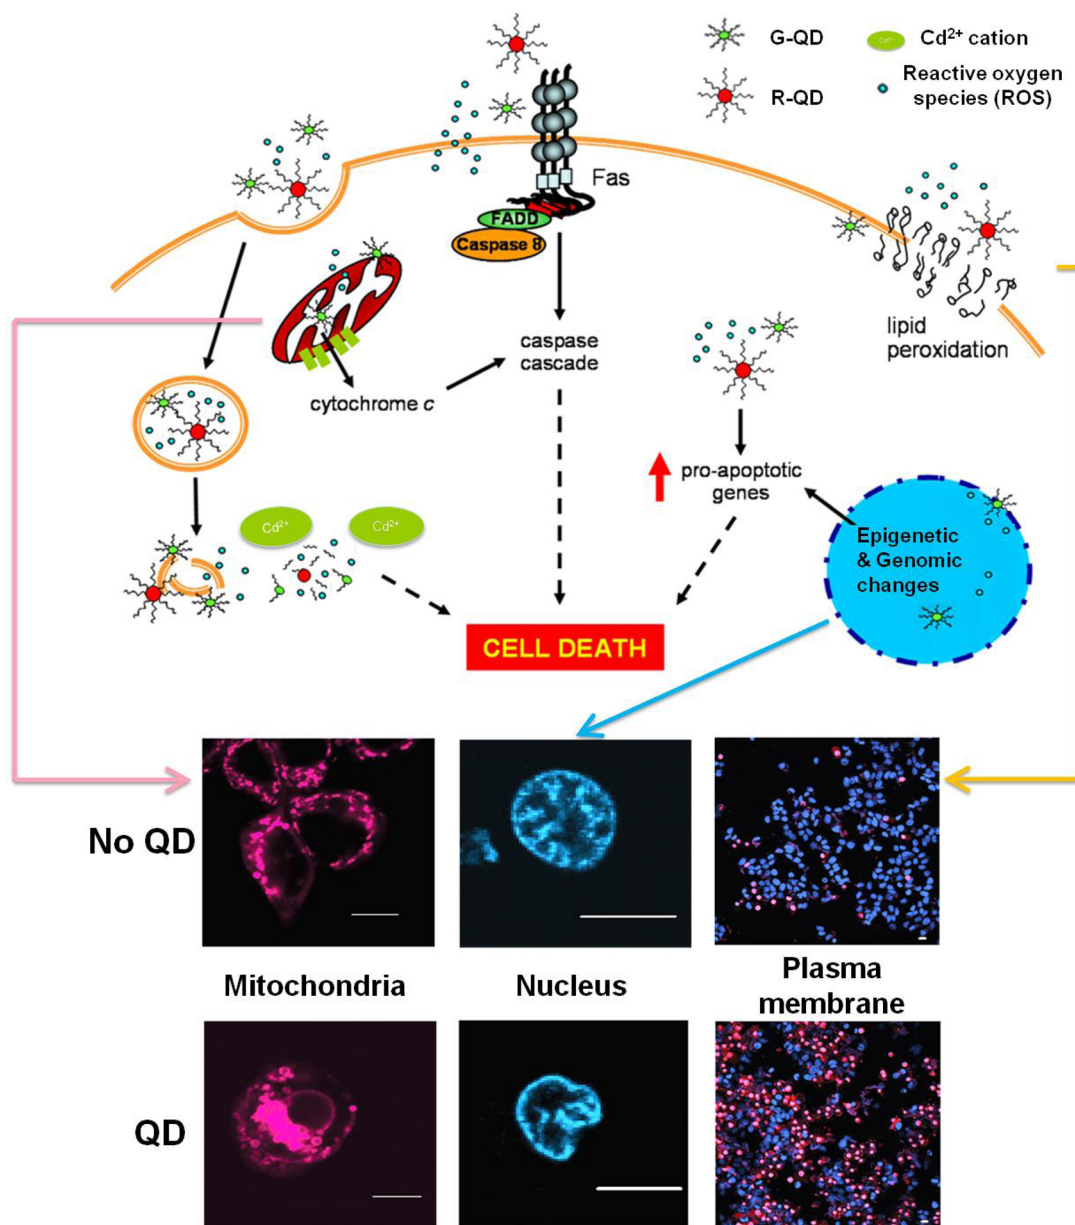 G-QD
Cd²⁺ cation
R-QD
Reactive oxygen
species (ROS)
Fas
FADD
Caspase 8
lipid
peroxidation
caspase
cascade
cytochrome c
pro-apoptotic
genes
Epigenetic
& Genomic
changes
Cd²⁺
Cd²⁺
CELL DEATH
No QD
Mitochondria
Nucleus
Plasma
membrane
QD